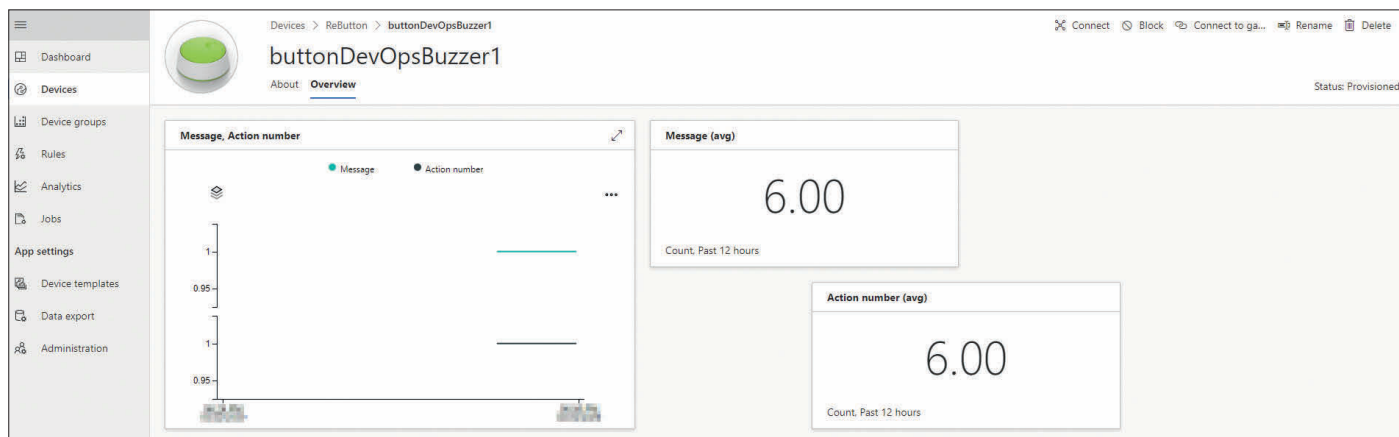 Devices > ReButton > buttonDevOpsBuzzer1
Connect Block Connect to ga... Rename Delete
buttonDevOpsBuzzer1
About Overview
Status: Provisioned
Dashboard
Devices
Device groups
Rules
Analytics
Jobs
App settings
Device templates
Data export
Administration
Message, Action number
Message Action number
1
0.95
1
0.95
Message (avg)
6.00
Count, Past 12 hours
Action number (avg)
6.00
Count, Past 12 hours